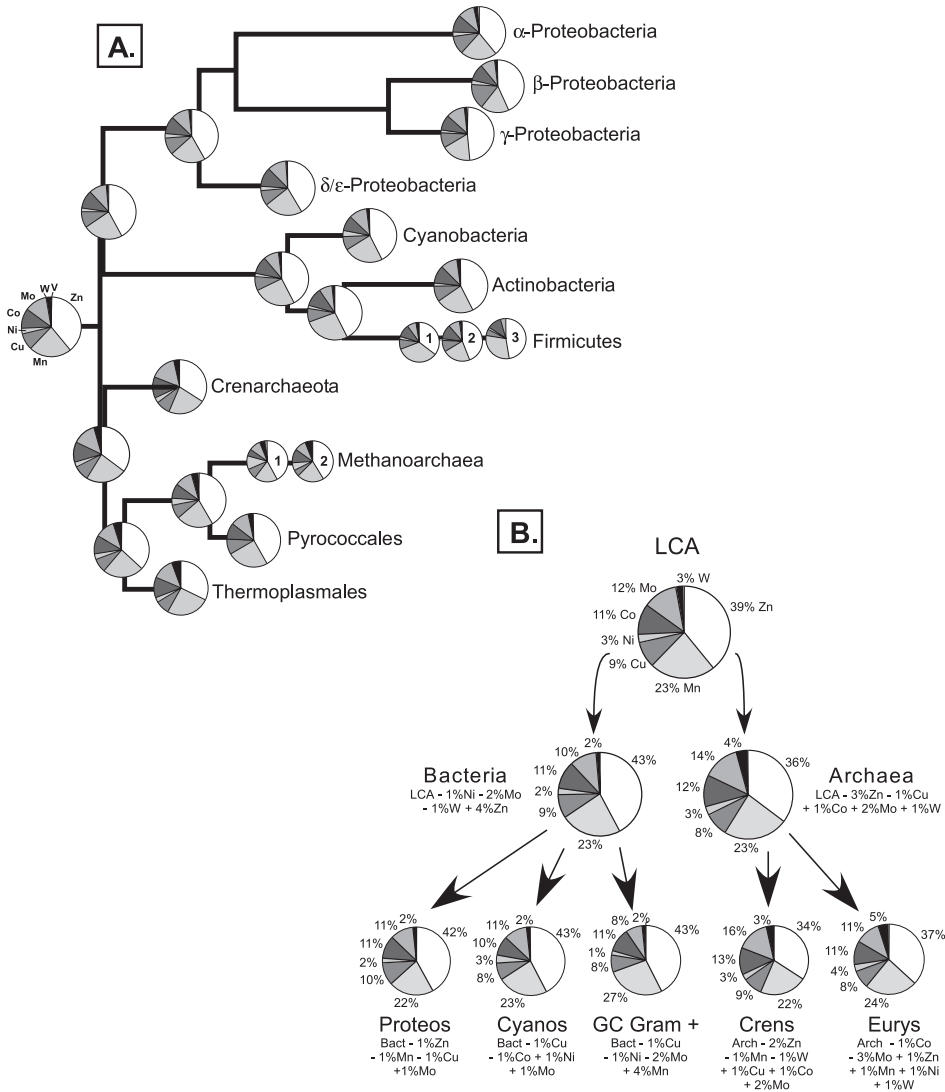 A.
α-Proteobacteria
β-Proteobacteria
γ-Proteobacteria
δ/ε-Proteobacteria
Cyanobacteria
Actinobacteria
1
2
3
Firmicutes
Mo
W
V
Zn
Co
Ni
Cu
Mn
Crenarchaeota
1
2
Methanoarchaea
Pyrococcales
Thermoplasmales
B.
LCA
12% Mo
3% W
39% Zn
11% Co
3% Ni
9% Cu
23% Mn
Bacteria
LCA - 1%Ni - 2%Mo
- 1%W + 4%Zn
10%
2%
43%
11%
2%
9%
23%
Archaea
LCA - 3%Zn - 1%Cu
+ 1%Co + 2%Mo + 1%W
14%
4%
36%
12%
3%
8%
23%
11%
2%
42%
11%
2%
10%
22%
Proteos
Bact - 1%Zn
- 1%Mn - 1%Cu
+1%Mo
11%
2%
43%
10%
3%
8%
23%
Cyanos
Bact - 1%Cu
- 1%Co + 1%Ni
+ 1%Mo
8%
2%
43%
11%
1%
8%
27%
GC Gram +
Bact - 1%Cu
- 1%Ni - 2%Mo
+ 4%Mn
16%
3%
34%
13%
3%
9%
22%
Crens
Arch - 2%Zn
- 1%Mn - 1%W
+ 1%Cu + 1%Co
+ 2%Mo
11%
5%
37%
11%
4%
8%
24%
Eurys
Arch - 1%Co
- 3%Mo + 1%Zn
+ 1%Mn + 1%Ni
+ 1%W